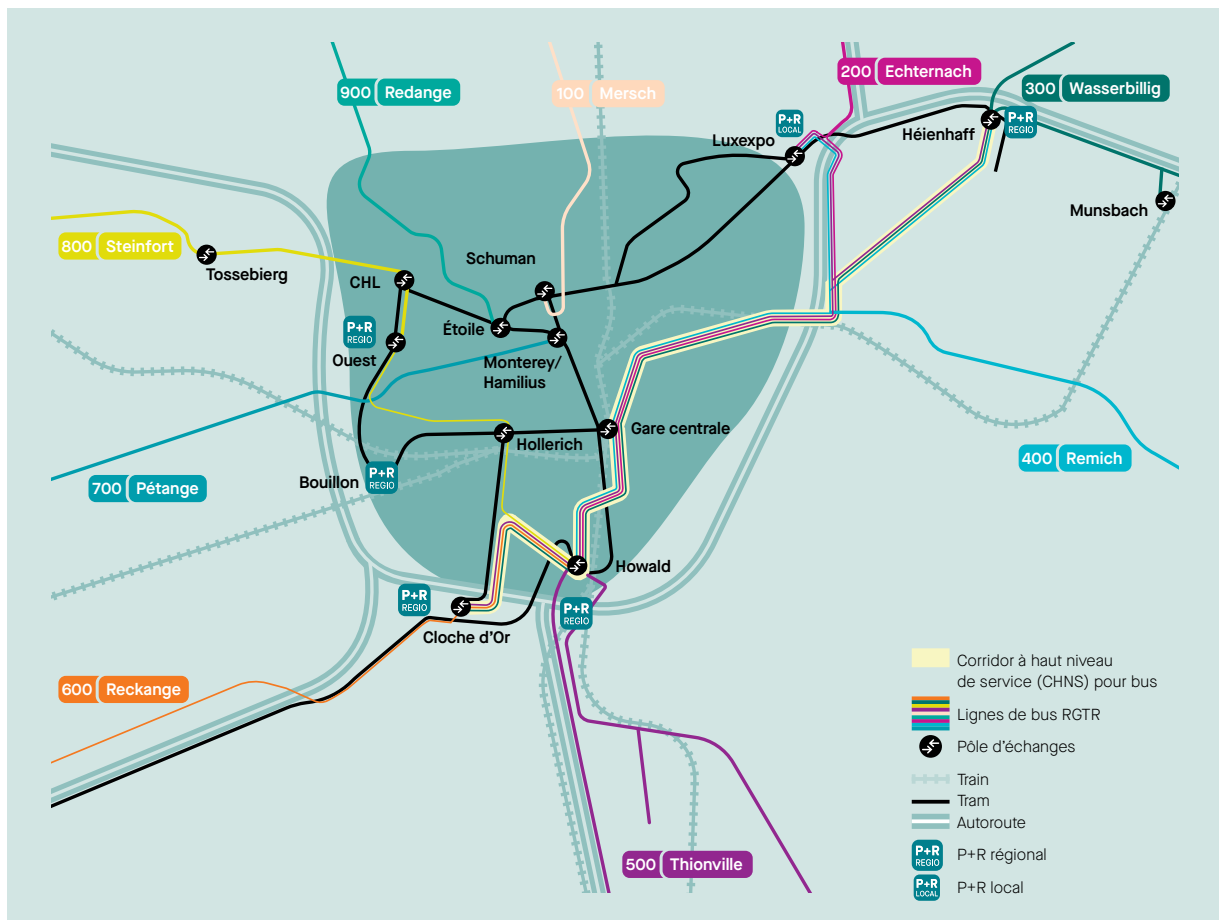 900 Redange
100 Mersch
200 Echternach
300 Wasserbillig
P+R
LOCAL
Luxexpo
Héienhaff
P+R
REGIO
Munsbach
800 Steinfort
Tossebierg
CHL
Schuman
P+R
REGIO
Ouest
Étoile
Monterey/
Hamilius
Gare centrale
Hollerich
400 Remich
700 Pétange
Bouillon
P+R
REGIO
Howald
P+R
REGIO
P+R
REGIO
Cloche d'Or
600 Reckange
500 Thionville
Corridor à haut niveau
de service (CHNS) pour bus
Lignes de bus RGTR
Pôle d'échanges
Train
Tram
Autoroute
P+R
REGIO
P+R régional
P+R
LOCAL
P+R local